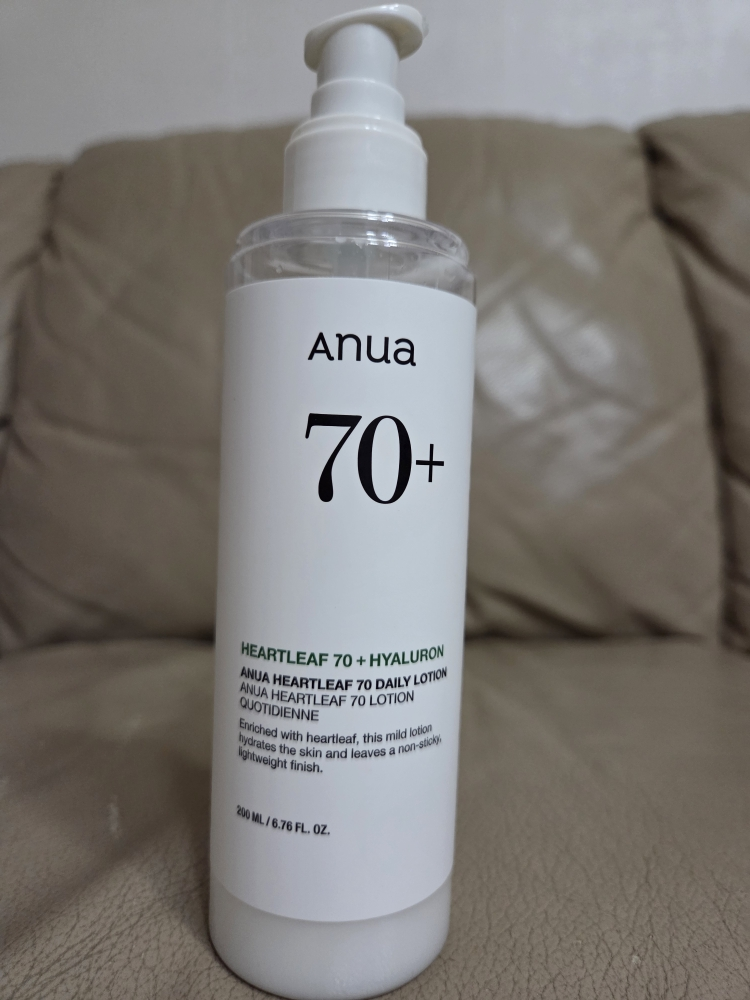 Anua
70+
HEARTLEAF 70 + HYALURON
ANUA HEARTLEAF 70 DAILY LOTION
ANUA HEARTLEAF 70 LOTION
QUOTIDIENNE
Enriched with heartleaf, this mild lotion
hydrates the skin and leaves a non-sticky,
lightweight finish.
200 ML / 6.76 FL. OZ.